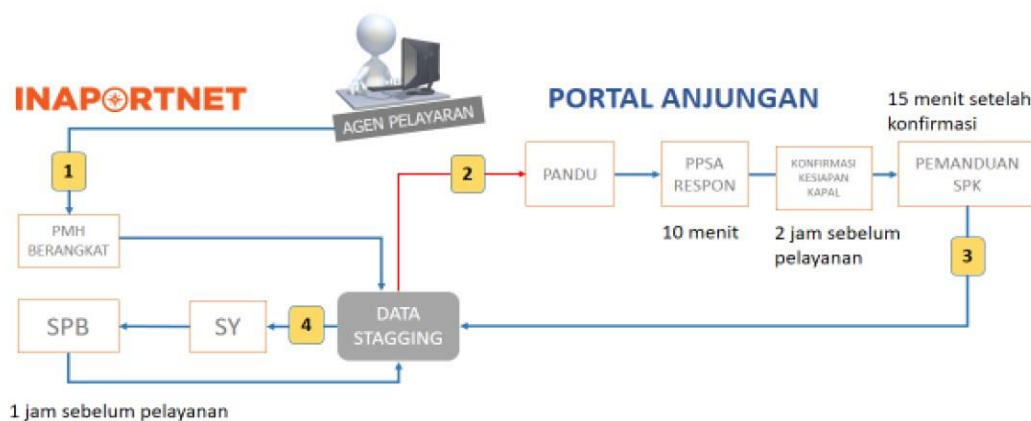 INAPORTNET
AGEN PELAYARAN
PORTAL ANJUNGAN
15 menit setelah
konfirmasi
1
2
PANDU
PPSA
RESPON
KONFIRMASI
KESIAPAN
KAPAL
PEMANDUAN
SPK
PMH
BERANGKAT
10 menit
2 jam sebelum
pelayanan
3
SPB
SY
4
DATA
STAGGING
1 jam sebelum pelayanan